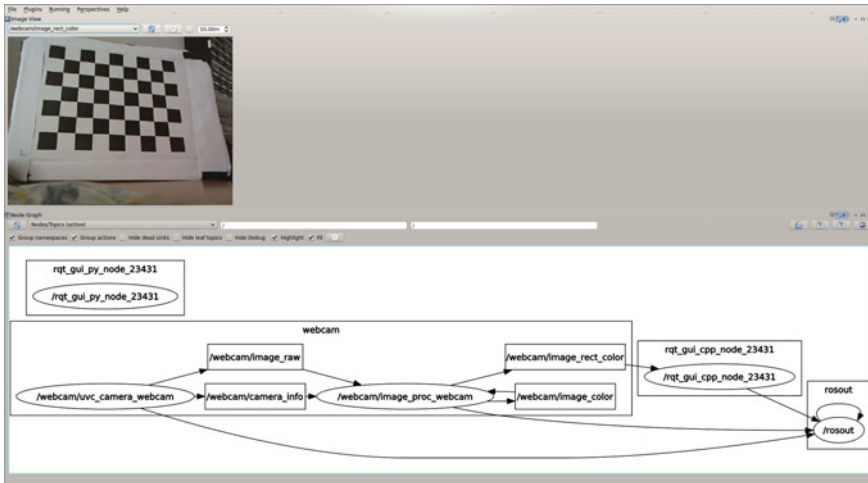 File Plugins Running Perspectives Help
Image View
/webcam/image_rect_color
10.00m
Node Graph
Nodes/Topics (active)
/
/
Group namespaces Group actions Hide dead sinks Hide leaf topics Hide Debug Highlight Fit
rqt_gui_py_node_23431
/rqt_gui_py_node_23431
webcam
/webcam/image_raw
/webcam/image_rect_color
rqt_gui_cpp_node_23431
/rqt_gui_cpp_node_23431
/webcam/uvc_camera_webcam
/webcam/camera_info
/webcam/image_proc_webcam
/webcam/image_color
rosout
/rosout